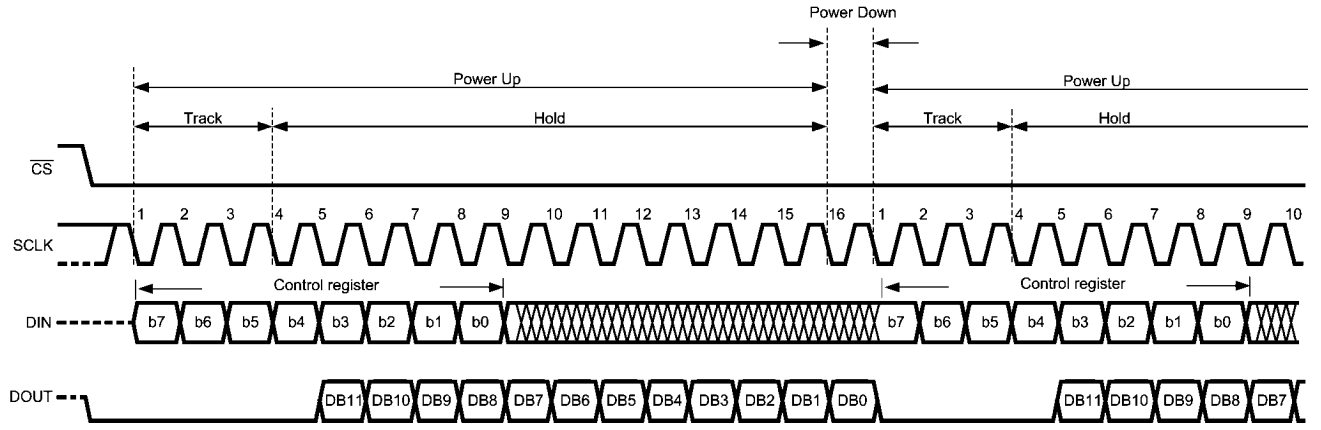 Power Down
Power Up Power Up
Track Hold Track Hold
CS
1 2 3 4 5 6 7 8 9 10 11 12 13 14 15 16 1 2 3 4 5 6 7 8 9 10
SCLK
Control register Control register
DIN b7 b6 b5 b4 b3 b2 b1 b0 b7 b6 b5 b4 b3 b2 b1 b0
DOUT DB11 DB10 DB9 DB8 DB7 DB6 DB5 DB4 DB3 DB2 DB1 DB0 DB11 DB10 DB9 DB8 DB7